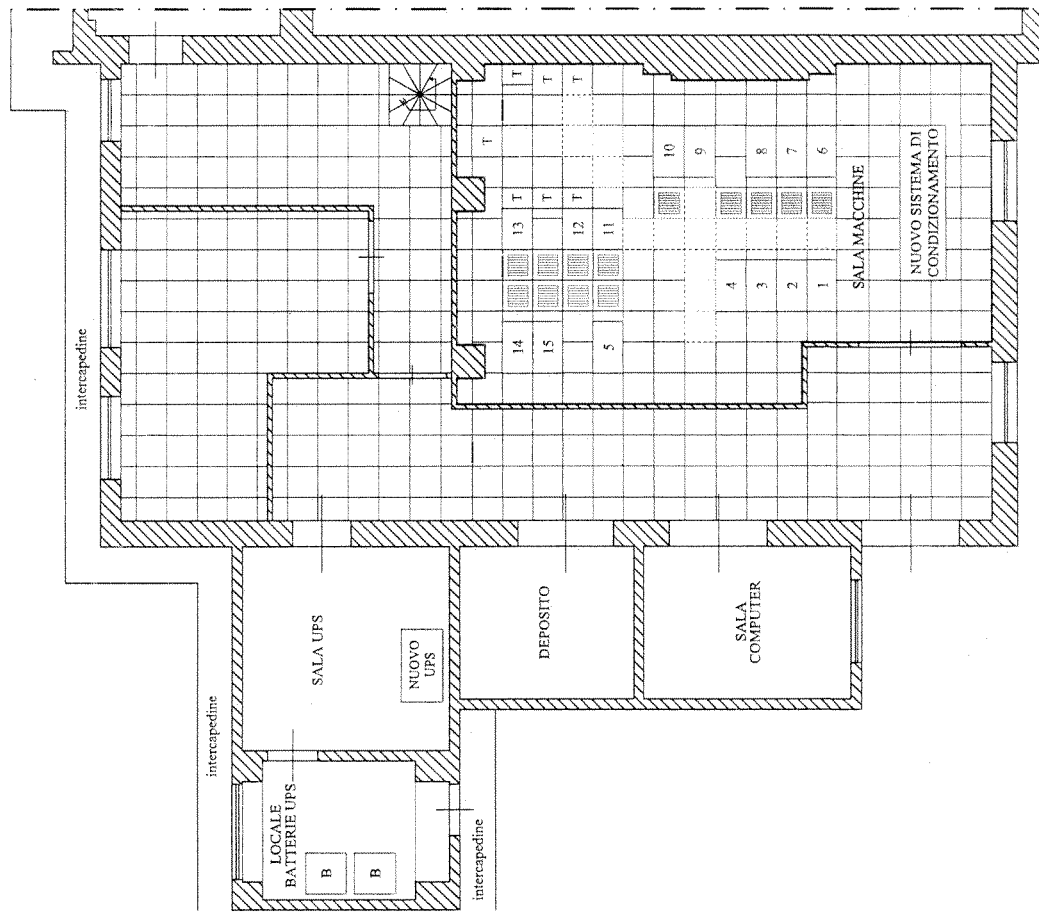 intercapedine
intercapedine
LOCALE
BATTERIE UPS
B
B
intercapedine
SALA UPS
NUOVO
UPS
DEPOSITO
SALA
COMPUTER
5
15
14
11
12
13
T
T
T
T
T
T
T
1
2
3
4
6
7
8
9
10
SALA MACCHINE
NUOVO SISTEMA DI
CONDIZIONAMENTO